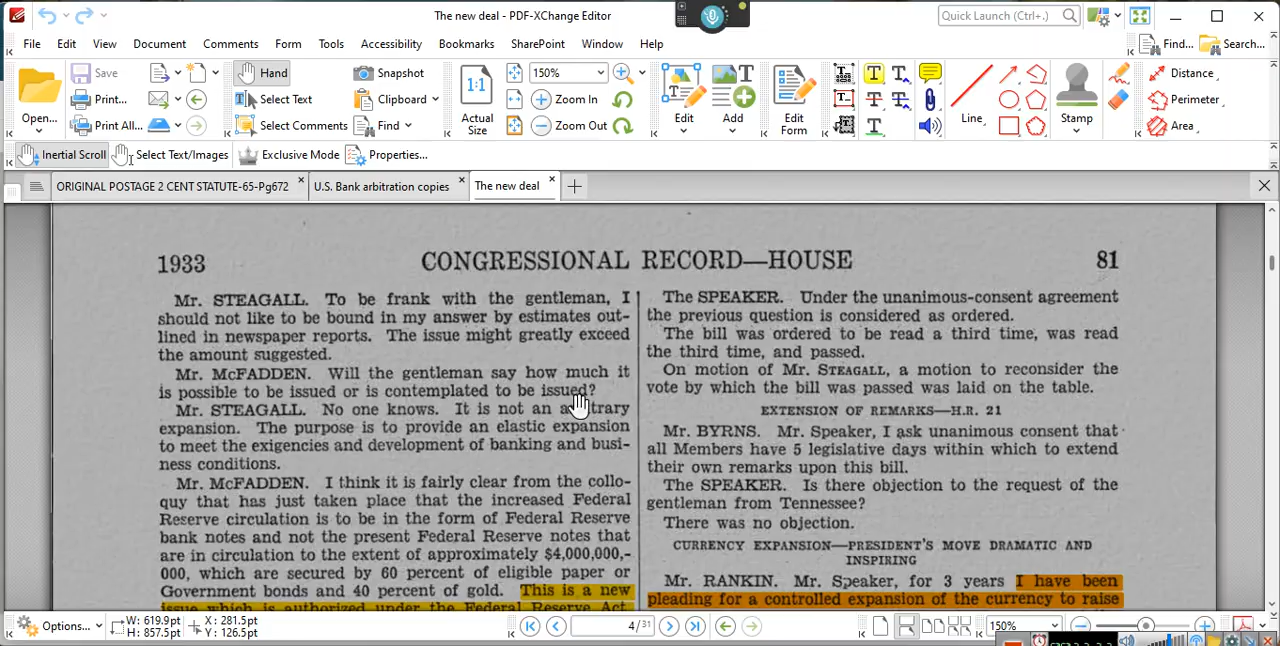 The new deal - PDF-XChange Editor
Quick Launch (Ctrl+.)
File Edit View Document Comments Form Tools Accessibility Bookmarks SharePoint Window Help
Find... Search...
Open...
Save
Print...
Print All...
Hand
Select Text
Select Comments
Snapshot
Clipboard
Find
1:1
Actual Size
150%
Zoom In
Zoom Out
Edit
Add
Edit Form
Line
Stamp
Distance
Perimeter
Area
Inertial Scroll Select Text/Images Exclusive Mode Properties...
ORIGINAL POSTAGE 2 CENT STATUTE-65-Pg672 U.S. Bank arbitration copies The new deal
1933 CONGRESSIONAL RECORD—HOUSE 81
Mr. STEAGALL. To be frank with the gentleman, I
should not like to be bound in my answer by estimates out-
lined in newspaper reports. The issue might greatly exceed
the amount suggested.
Mr. McFADDEN. Will the gentleman say how much it
is possible to be issued or is contemplated to be issued?
Mr. STEAGALL. No one knows. It is not an arbitrary
expansion. The purpose is to provide an elastic expansion
to meet the exigencies and development of banking and busi-
ness conditions.
Mr. McFADDEN. I think it is fairly clear from the collo-
quy that has just taken place that the increased Federal
Reserve circulation is to be in the form of Federal Reserve
bank notes and not the present Federal Reserve notes that
are in circulation to the extent of approximately $4,000,000,-
000, which are secured by 60 percent of eligible paper or
Government bonds and 40 percent of gold. This is a new
issue which is authorized under the Federal Reserve Act
The SPEAKER. Under the unanimous-consent agreement
the previous question is considered as ordered.
The bill was ordered to be read a third time, was read
the third time, and passed.
On motion of Mr. STEAGALL, a motion to reconsider the
vote by which the bill was passed was laid on the table.
EXTENSION OF REMARKS—H.R. 21
Mr. BYRNS. Mr. Speaker, I ask unanimous consent that
all Members have 5 legislative days within which to extend
their own remarks upon this bill.
The SPEAKER. Is there objection to the request of the
gentleman from Tennessee?
There was no objection.
CURRENCY EXPANSION—PRESIDENT'S MOVE DRAMATIC AND
INSPIRING
Mr. RANKIN. Mr. Speaker, for 3 years I have been
pleading for a controlled expansion of the currency to raise
Options... W: 619.9pt X: 281.5pt 4/31 150%
H: 857.5pt Y: 126.5pt